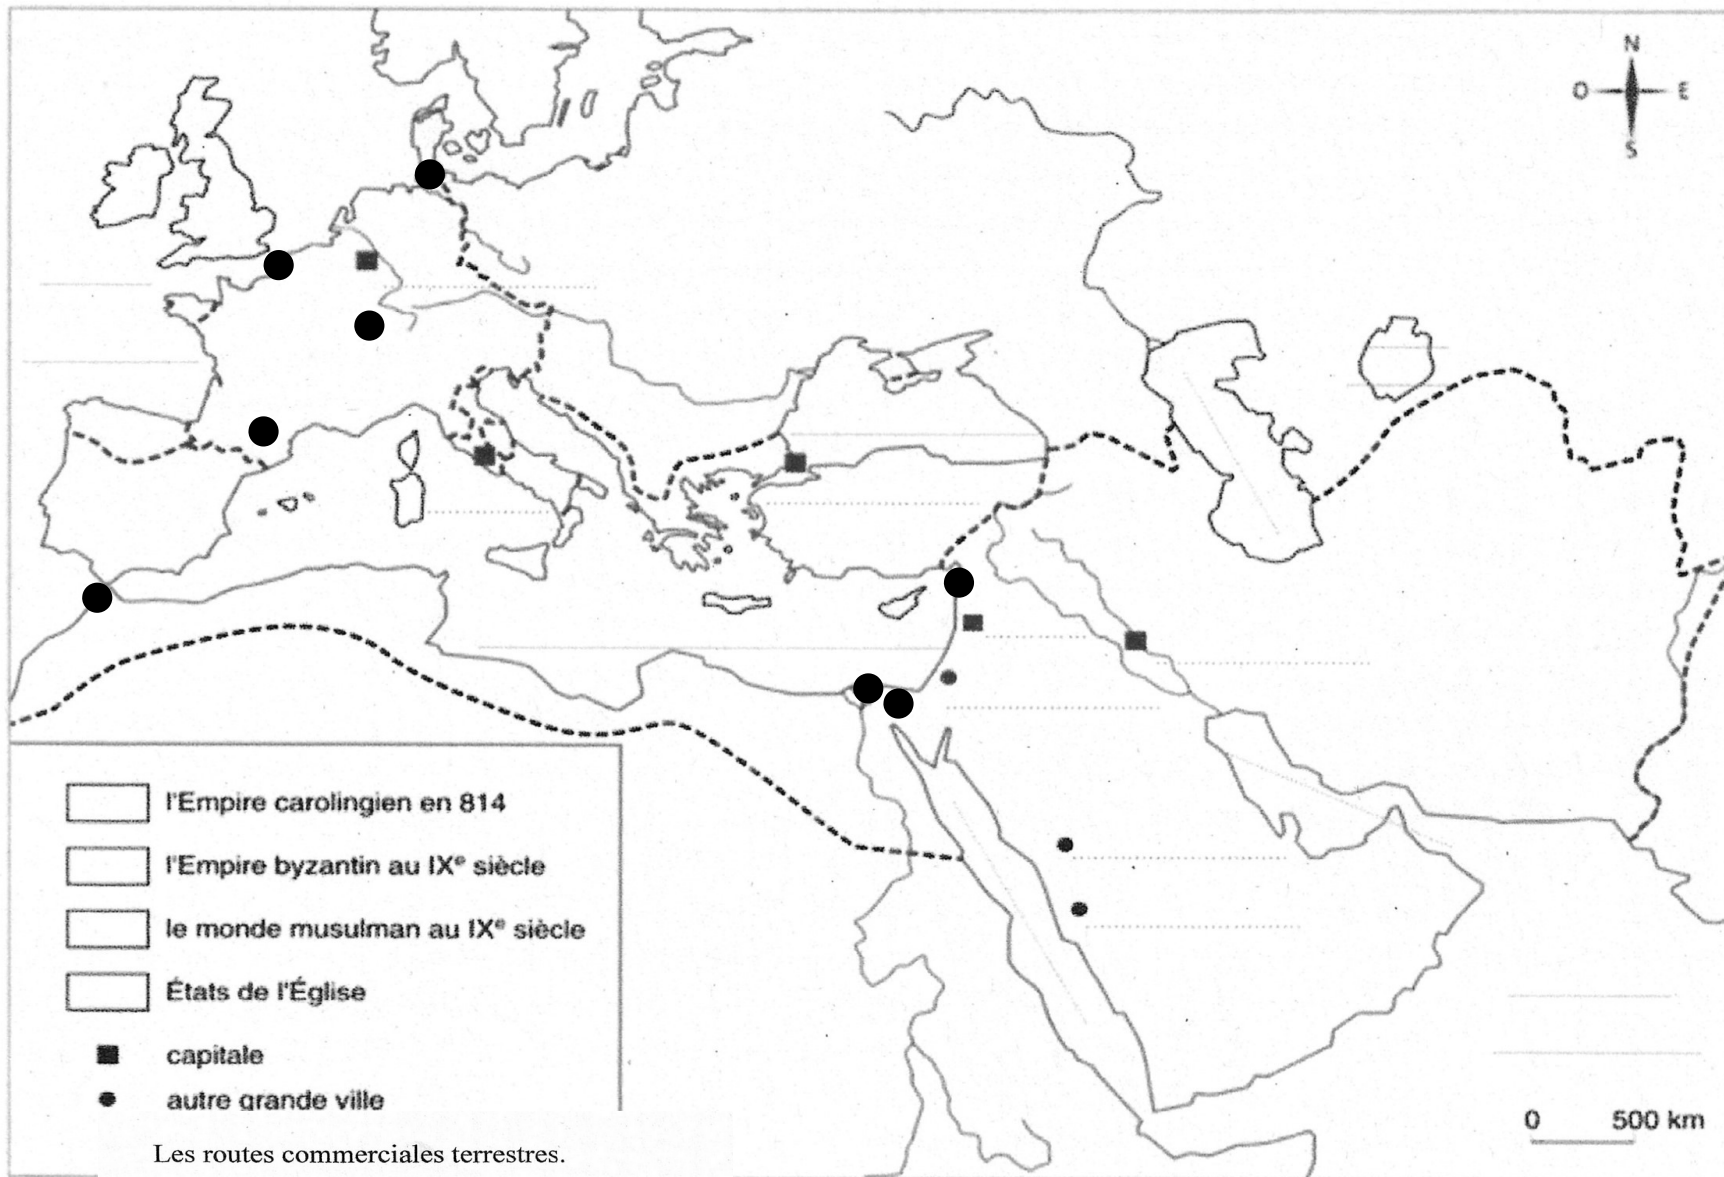 N
O E
S
l'Empire carolingien en 814
l'Empire byzantin au IXe siècle
le monde musulman au IXe siècle
États de l'Église
capitale
autre grande ville
Les routes commerciales terrestres.
0 500 km